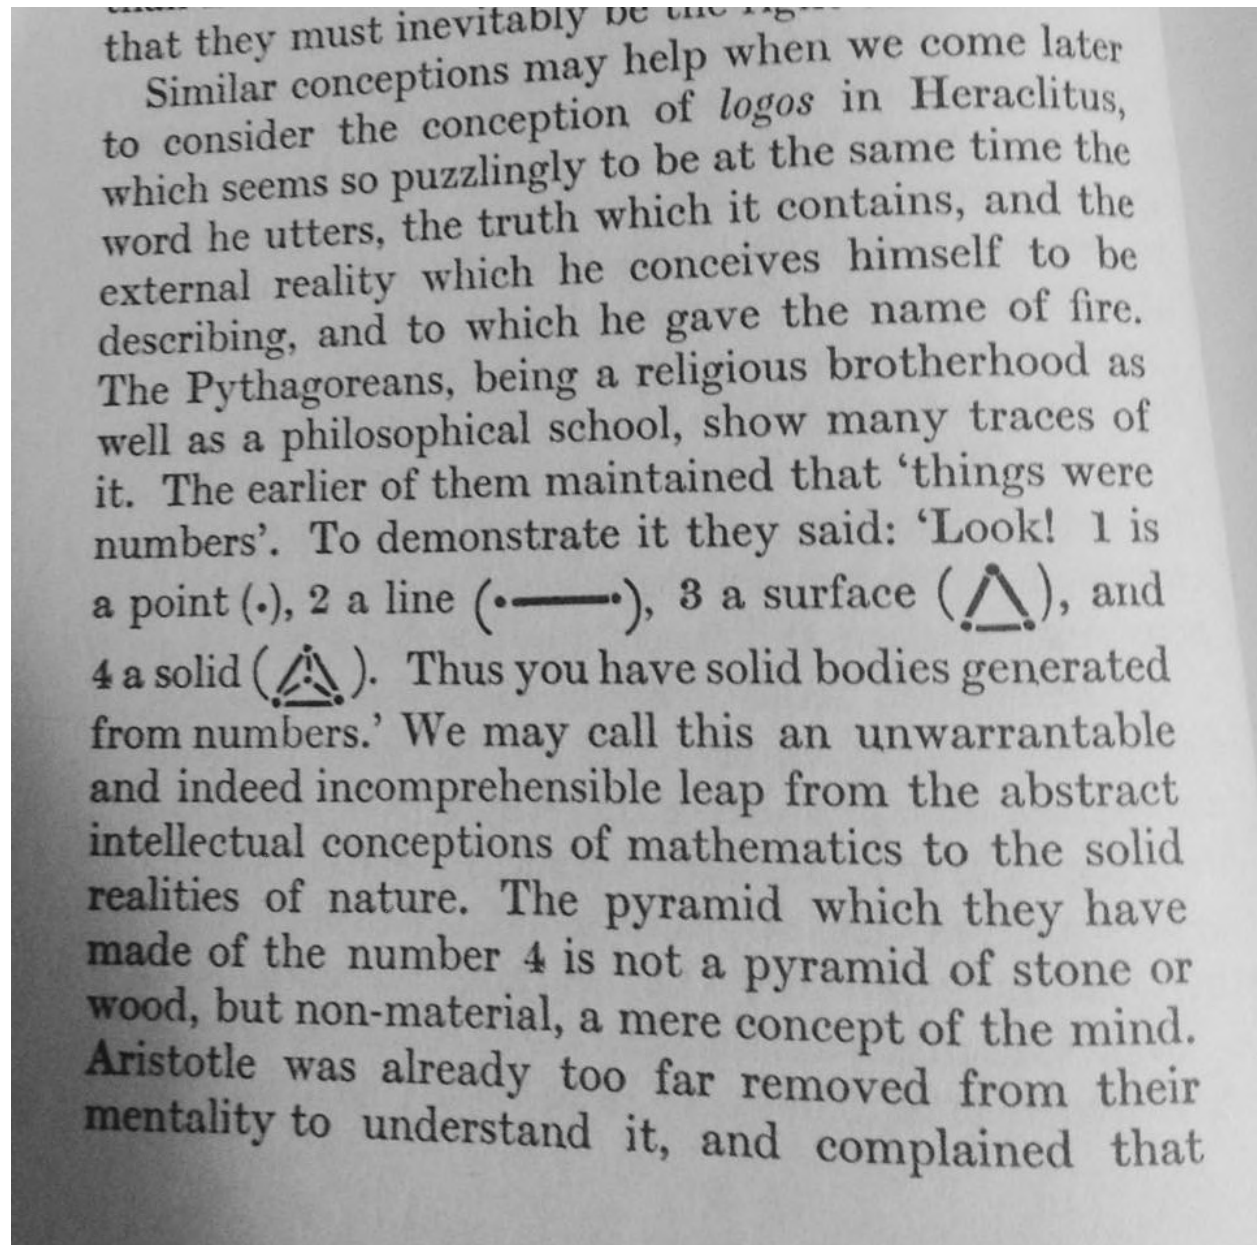 that they must inevitably be the
Similar conceptions may help when we come later
to consider the conception of logos in Heraclitus,
which seems so puzzlingly to be at the same time the
word he utters, the truth which it contains, and the
external reality which he conceives himself to be
describing, and to which he gave the name of fire.
The Pythagoreans, being a religious brotherhood as
well as a philosophical school, show many traces of
it. The earlier of them maintained that ‘things were
numbers’. To demonstrate it they said: ‘Look! 1 is
a point (·), 2 a line (·—·), 3 a surface (), and
4 a solid (). Thus you have solid bodies generated
from numbers.’ We may call this an unwarrantable
and indeed incomprehensible leap from the abstract
intellectual conceptions of mathematics to the solid
realities of nature. The pyramid which they have
made of the number 4 is not a pyramid of stone or
wood, but non-material, a mere concept of the mind.
Aristotle was already too far removed from their
mentality to understand it, and complained that